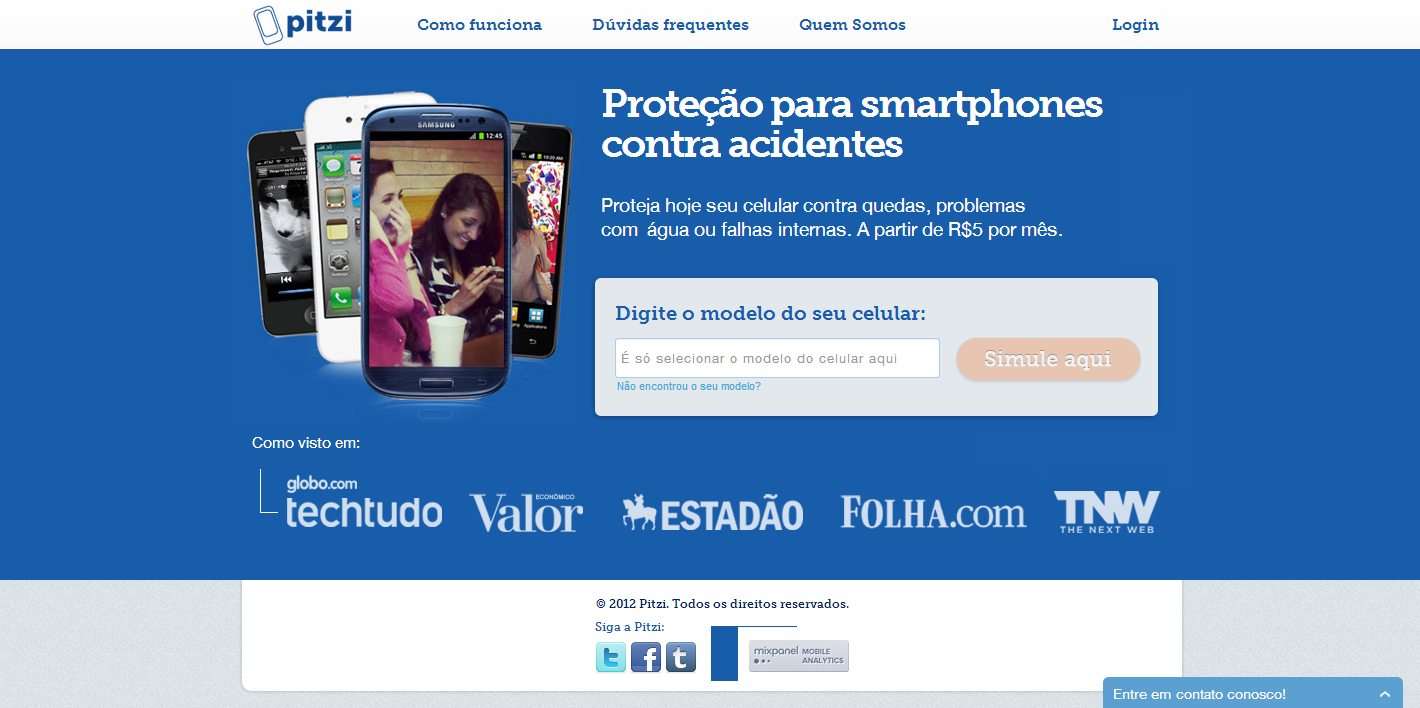 pitzi
Como funciona
Dúvidas frequentes
Quem Somos
Login
Proteção para smartphones
contra acidentes
Proteja hoje seu celular contra quedas, problemas
com água ou falhas internas. A partir de R$5 por mês.
SAMSUNG
12:45
Digite o modelo do seu celular:
É só selecionar o modelo do celular aqui
Simule aqui
Não encontrou o seu modelo?
Como visto em:
globo.com
techtudo
Valor ECONÔMICO
ESTADÃO
FOLHA.com
TNW
THE NEXT WEB
© 2012 Pitzi. Todos os direitos reservados.
Siga a Pitzi:
mixpanel MOBILE
ANALYTICS
Entre em contato conosco!